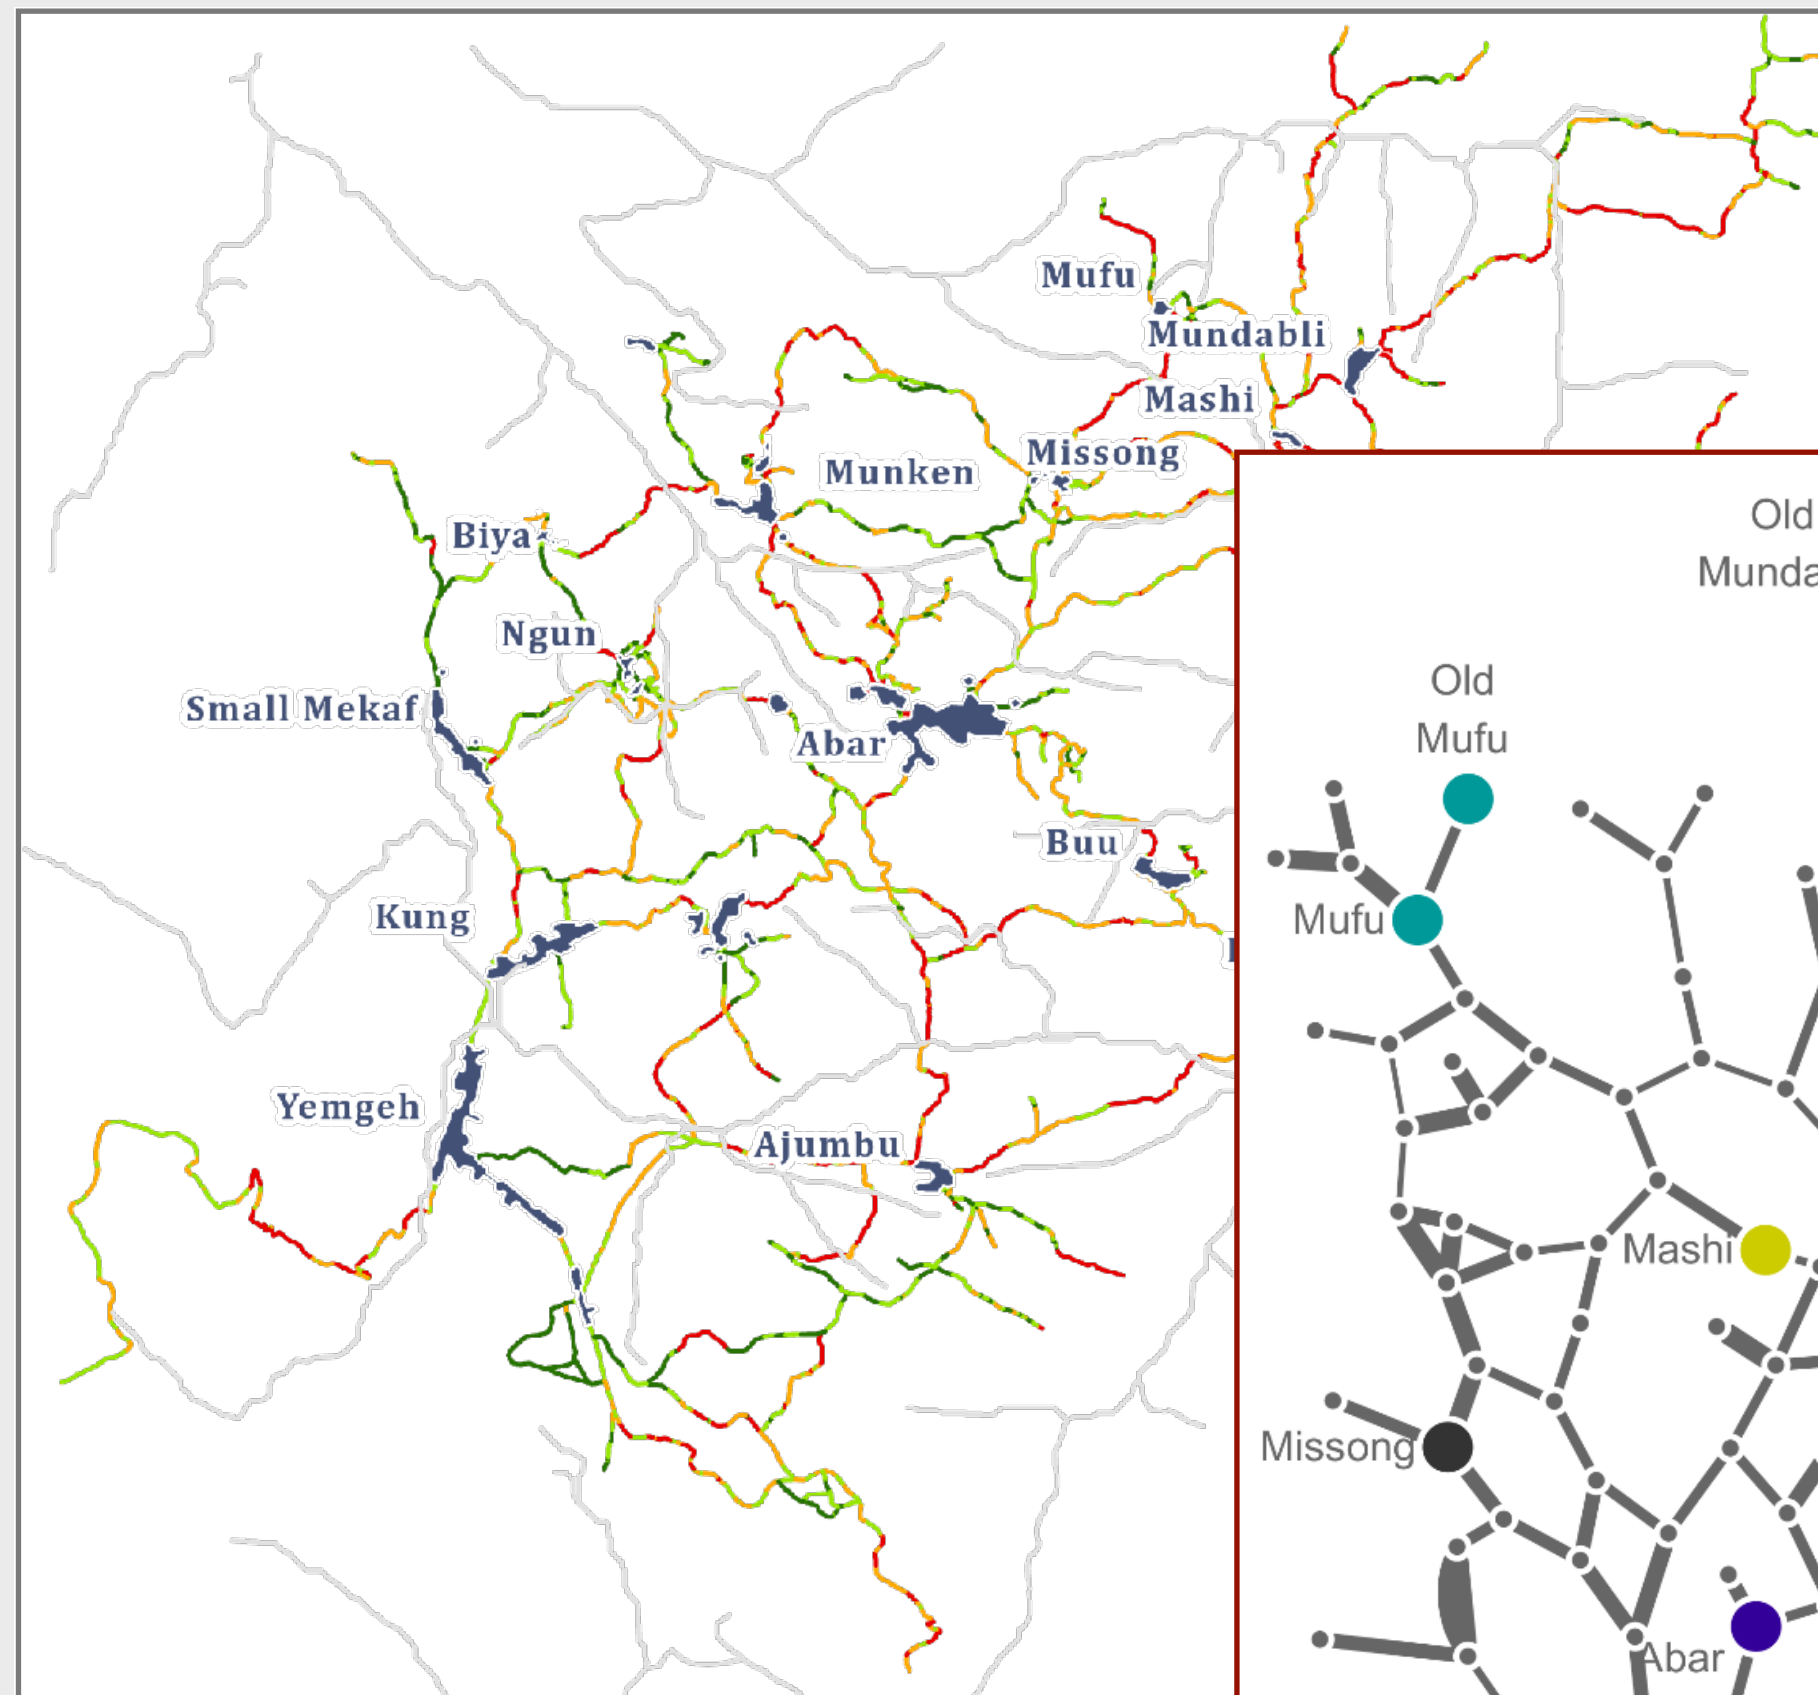 Mufu
Mundabli
Mashi
Missong
Munken
Biya
Ngun
Small Mekaf
Abar
Buu
Kung
Yemgeh
Ajumbu
Old
Old
Mufu
Mufu
Mashi
Missong
Abar